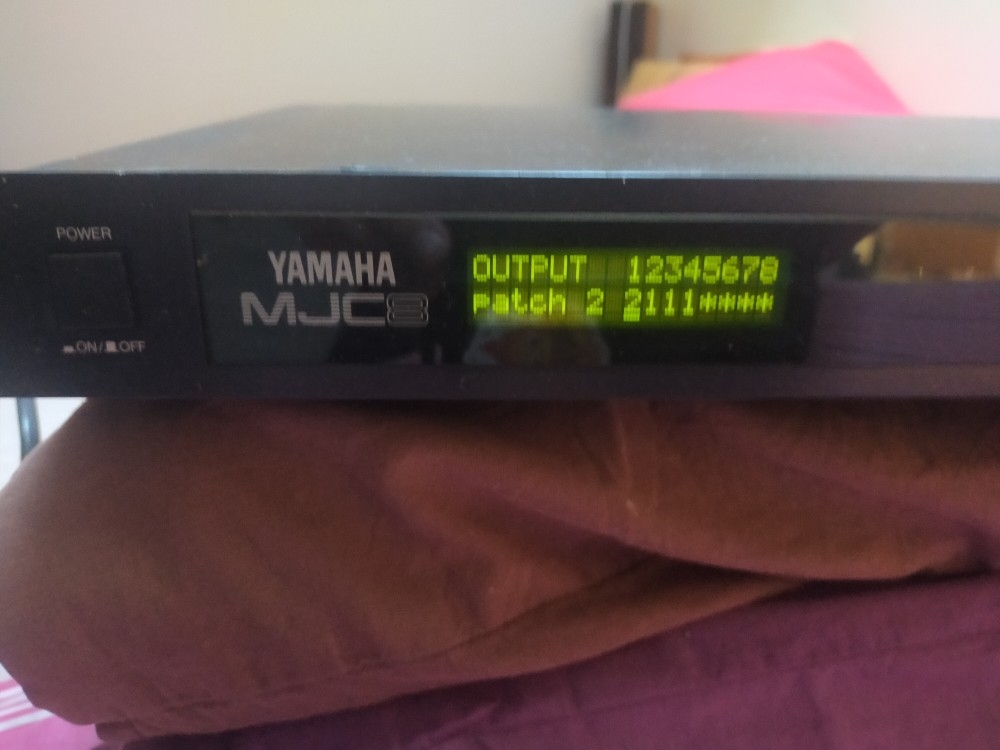 POWER
ON/ OFF
YAMAHA
MJC8
OUTPUT 12345678
patch 2 2111****